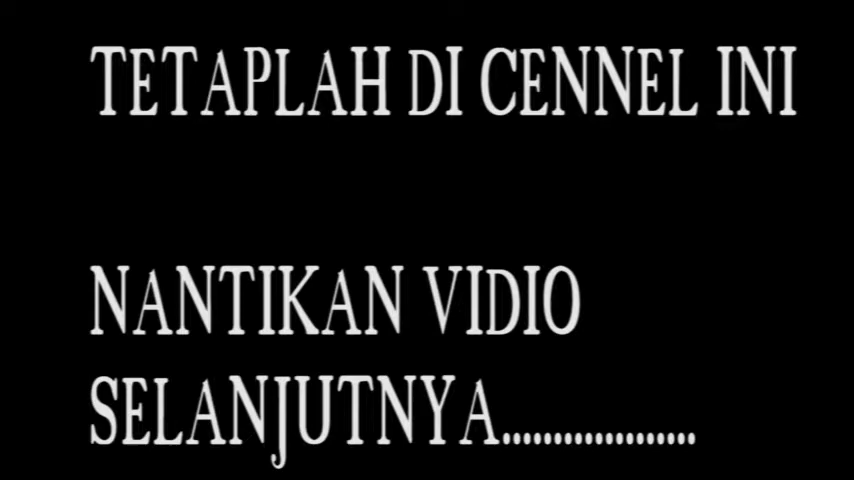 TETAPLAH DI CENNEL INI
NANTIKAN VIDIO
SELANJUTNYA...................